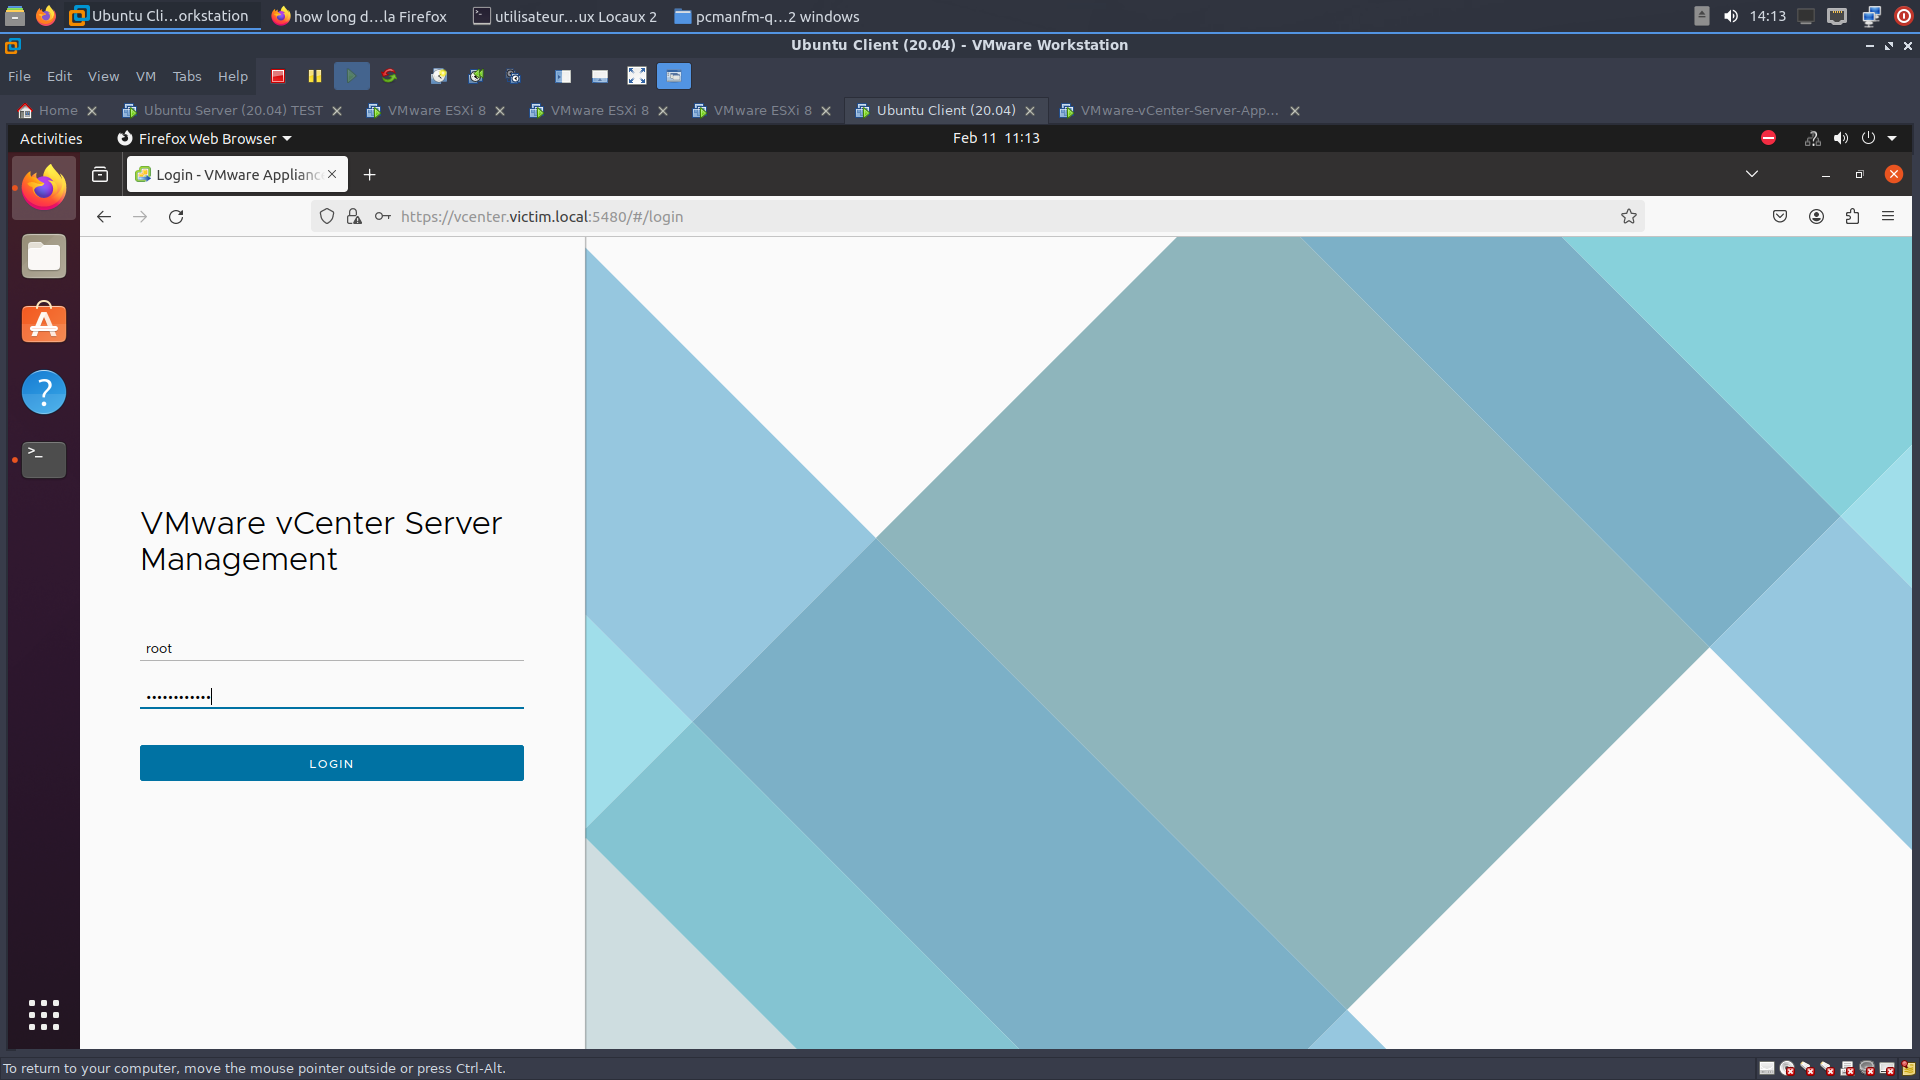 Ubuntu Cli...orkstation
how long d...la Firefox
utilisateur...ux Locaux 2
pcmanfm-q...2 windows
14:13
Ubuntu Client (20.04) - VMware Workstation
File Edit View VM Tabs Help
Home
Ubuntu Server (20.04) TEST
VMware ESXi 8
VMware ESXi 8
VMware ESXi 8
Ubuntu Client (20.04)
VMware-vCenter-Server-App...
Activities
Firefox Web Browser
Feb 11 11:13
Login - VMware Applianc
https://vcenter.victim.local:5480/#/login
VMware vCenter Server
Management
root
••••••••••••
LOGIN
To return to your computer, move the mouse pointer outside or press Ctrl-Alt.